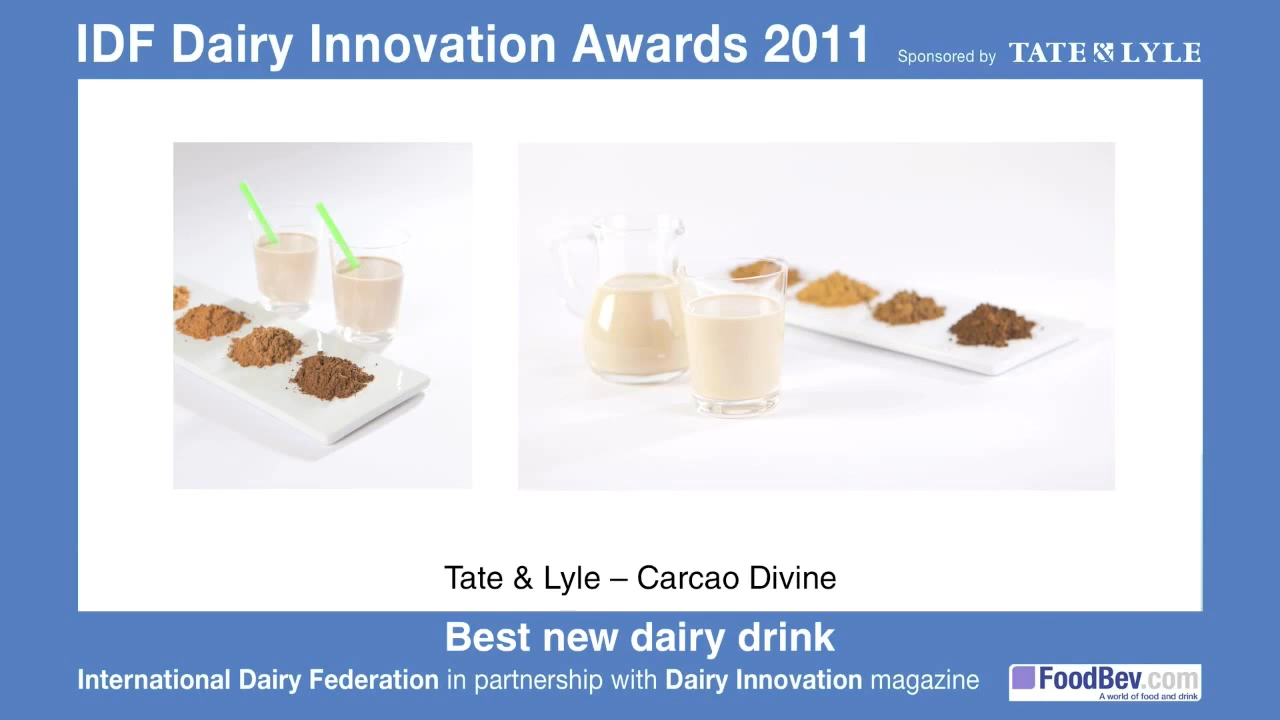 IDF Dairy Innovation Awards 2011 Sponsored by TATE & LYLE
Tate & Lyle – Carcao Divine
Best new dairy drink
International Dairy Federation in partnership with Dairy Innovation magazine
FoodBev.com
A world of food and drink